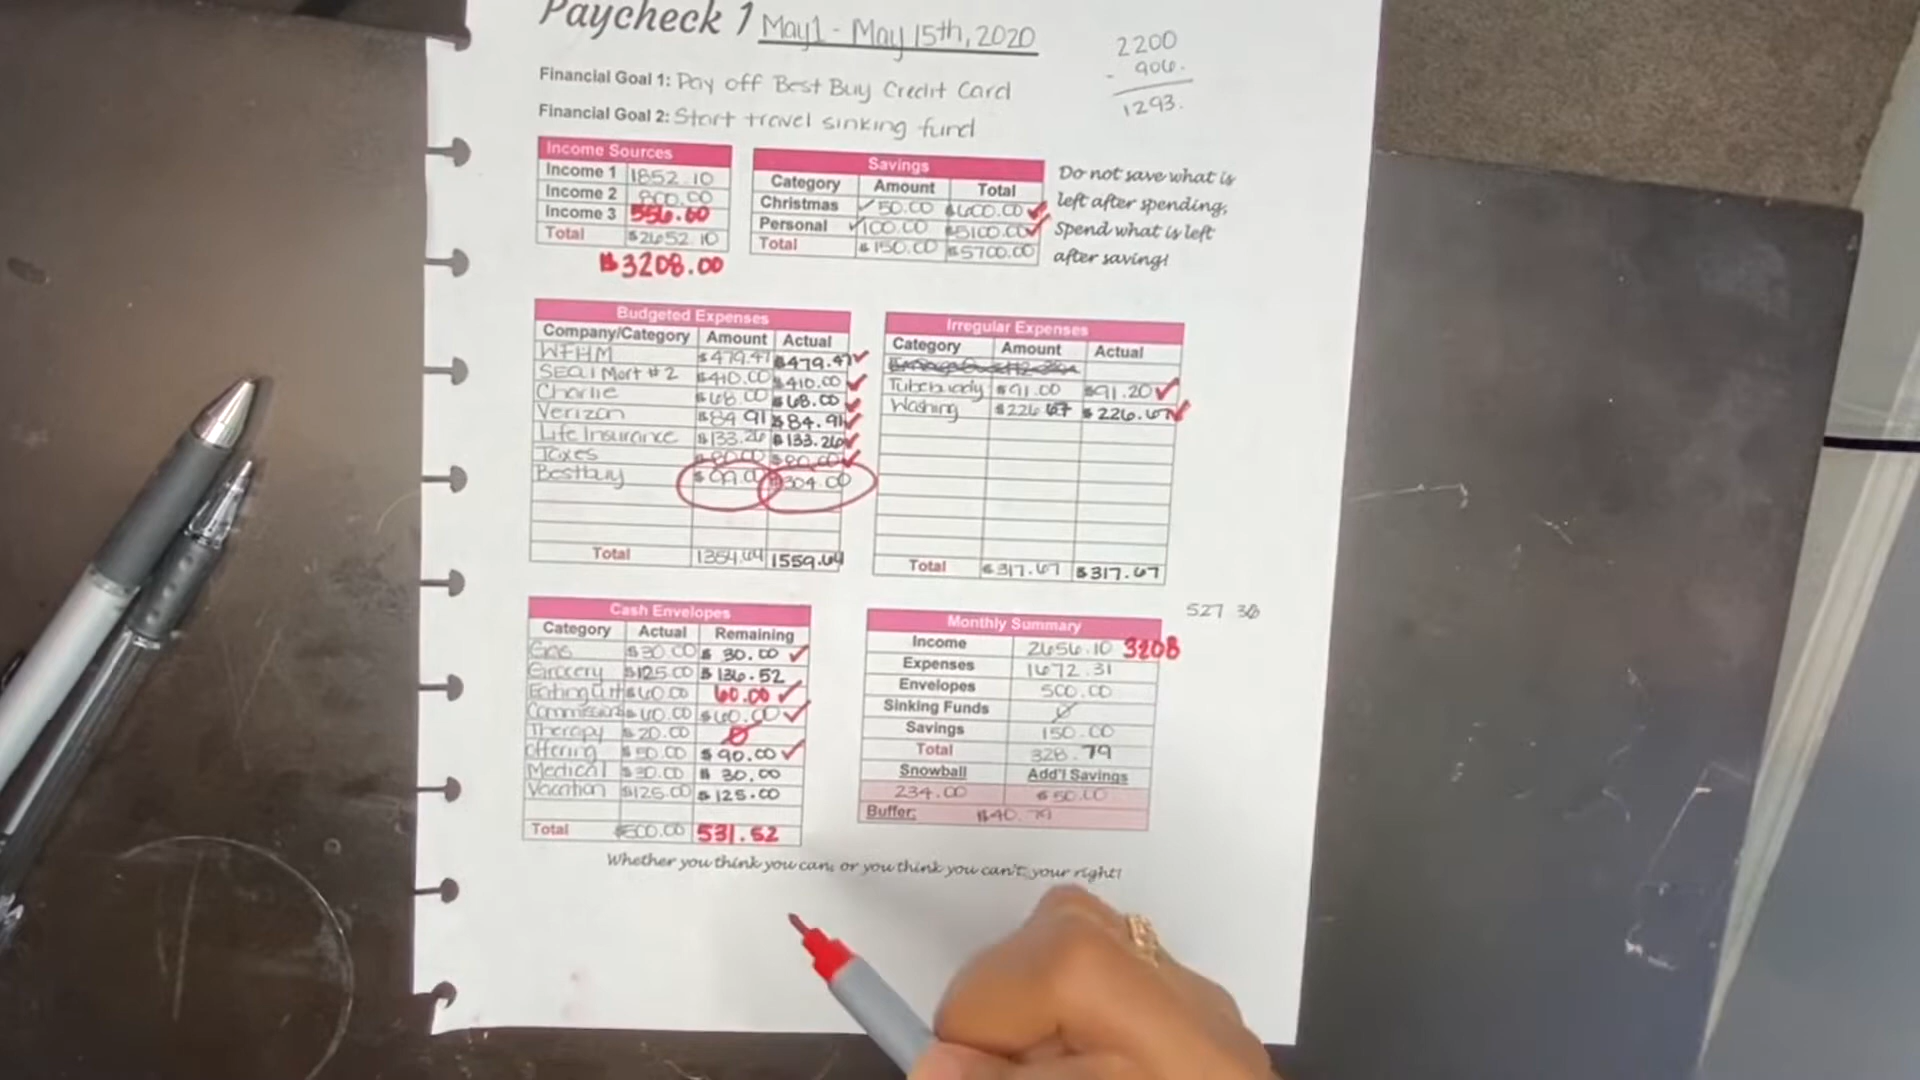 Paycheck 1 May1 - May 15th, 2020
2200
- 906.
1293.
Financial Goal 1: Pay off Best Buy Credit Card
Financial Goal 2: Start travel sinking fund
Income Sources
Income 1 1852.10
Income 2 800.00
Income 3 556.00
Total $2652.10
$3208.00
Savings
Category Amount Total
Christmas ✓50.00 $600.00 ✓
Personal ✓100.00 $5100.00 ✓
Total $150.00 $5700.00
Do not save what is
left after spending,
Spend what is left
after saving!
Budgeted Expenses
Company/Category Amount Actual
WFHM $479.47 $479.47 ✓
SECU Mort #2 $410.00 $410.00 ✓
Charlie $68.00 $68.00 ✓
Verizon $84.91 $84.91 ✓
Life Insurance $133.26 $133.26 ✓
Taxes $80.00 $80.00 ✓
Bestbuy $99.00 $304.00
Total 1354.64 1559.64
Irregular Expenses
Category Amount Actual
Tubebuddy $91.00 $91.20 ✓
Washing $226.67 $226.67 ✓
Total $317.67 $317.67
527 36
Cash Envelopes
Category Actual Remaining
Gas $30.00 $30.00 ✓
Grocery $125.00 $136.52
Eating Out $60.00 60.00 ✓
Commissions $60.00 $60.00 ✓
Therapy $20.00 Ø
Offering $50.00 $90.00 ✓
Medical $30.00 $30.00
Vacation $125.00 $125.00
Total $500.00 531.52
Monthly Summary
Income 2656.10 3208
Expenses 1672.31
Envelopes 500.00
Sinking Funds Ø
Savings 150.00
Total 328.79
Snowball Add'l Savings
234.00 $50.00
Buffer: $40.79
Whether you think you can, or you think you can't, your right!